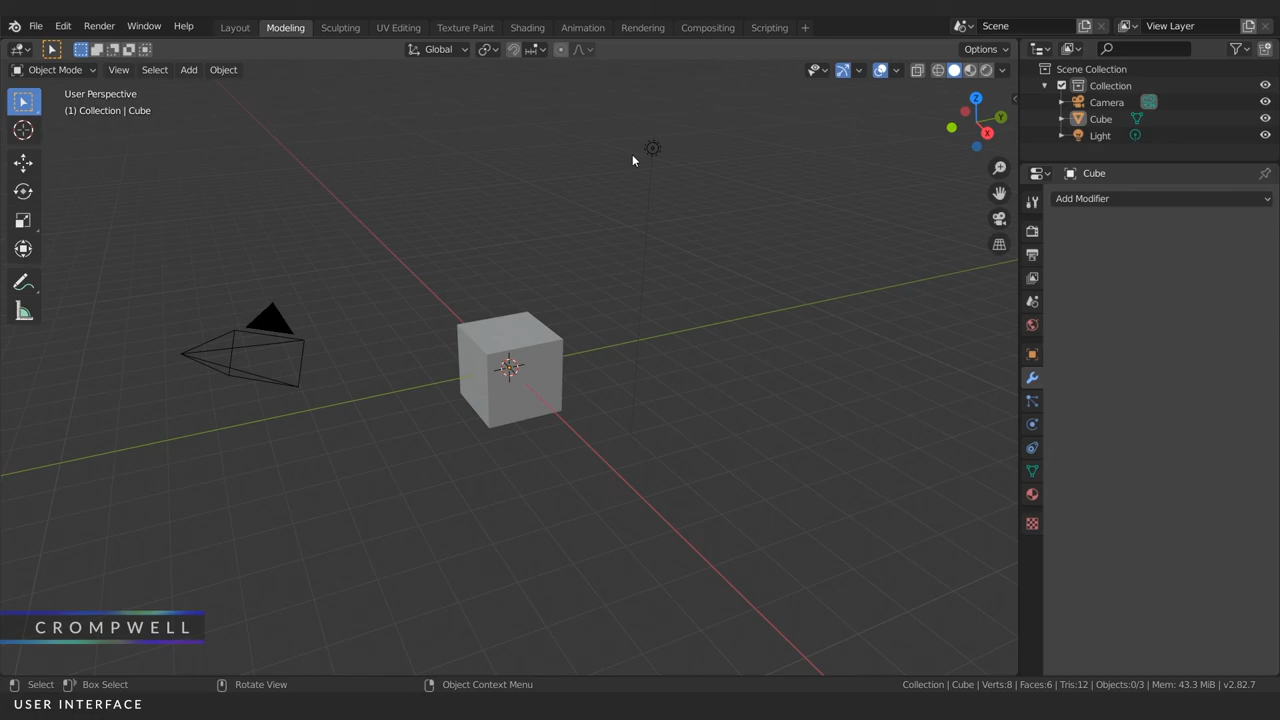 File Edit Render Window Help Layout Modeling Sculpting UV Editing Texture Paint Shading Animation Rendering Compositing Scripting + Scene View Layer
Global Options
Object Mode View Select Add Object
User Perspective
(1) Collection | Cube
Z
Y
X
Scene Collection
Collection
Camera
Cube
Light
Cube
Add Modifier
CROMPWELL
Select Box Select Rotate View Object Context Menu Collection | Cube | Verts:8 | Faces:6 | Tris:12 | Objects:0/3 | Mem: 43.3 MiB | v2.82.7
USER INTERFACE